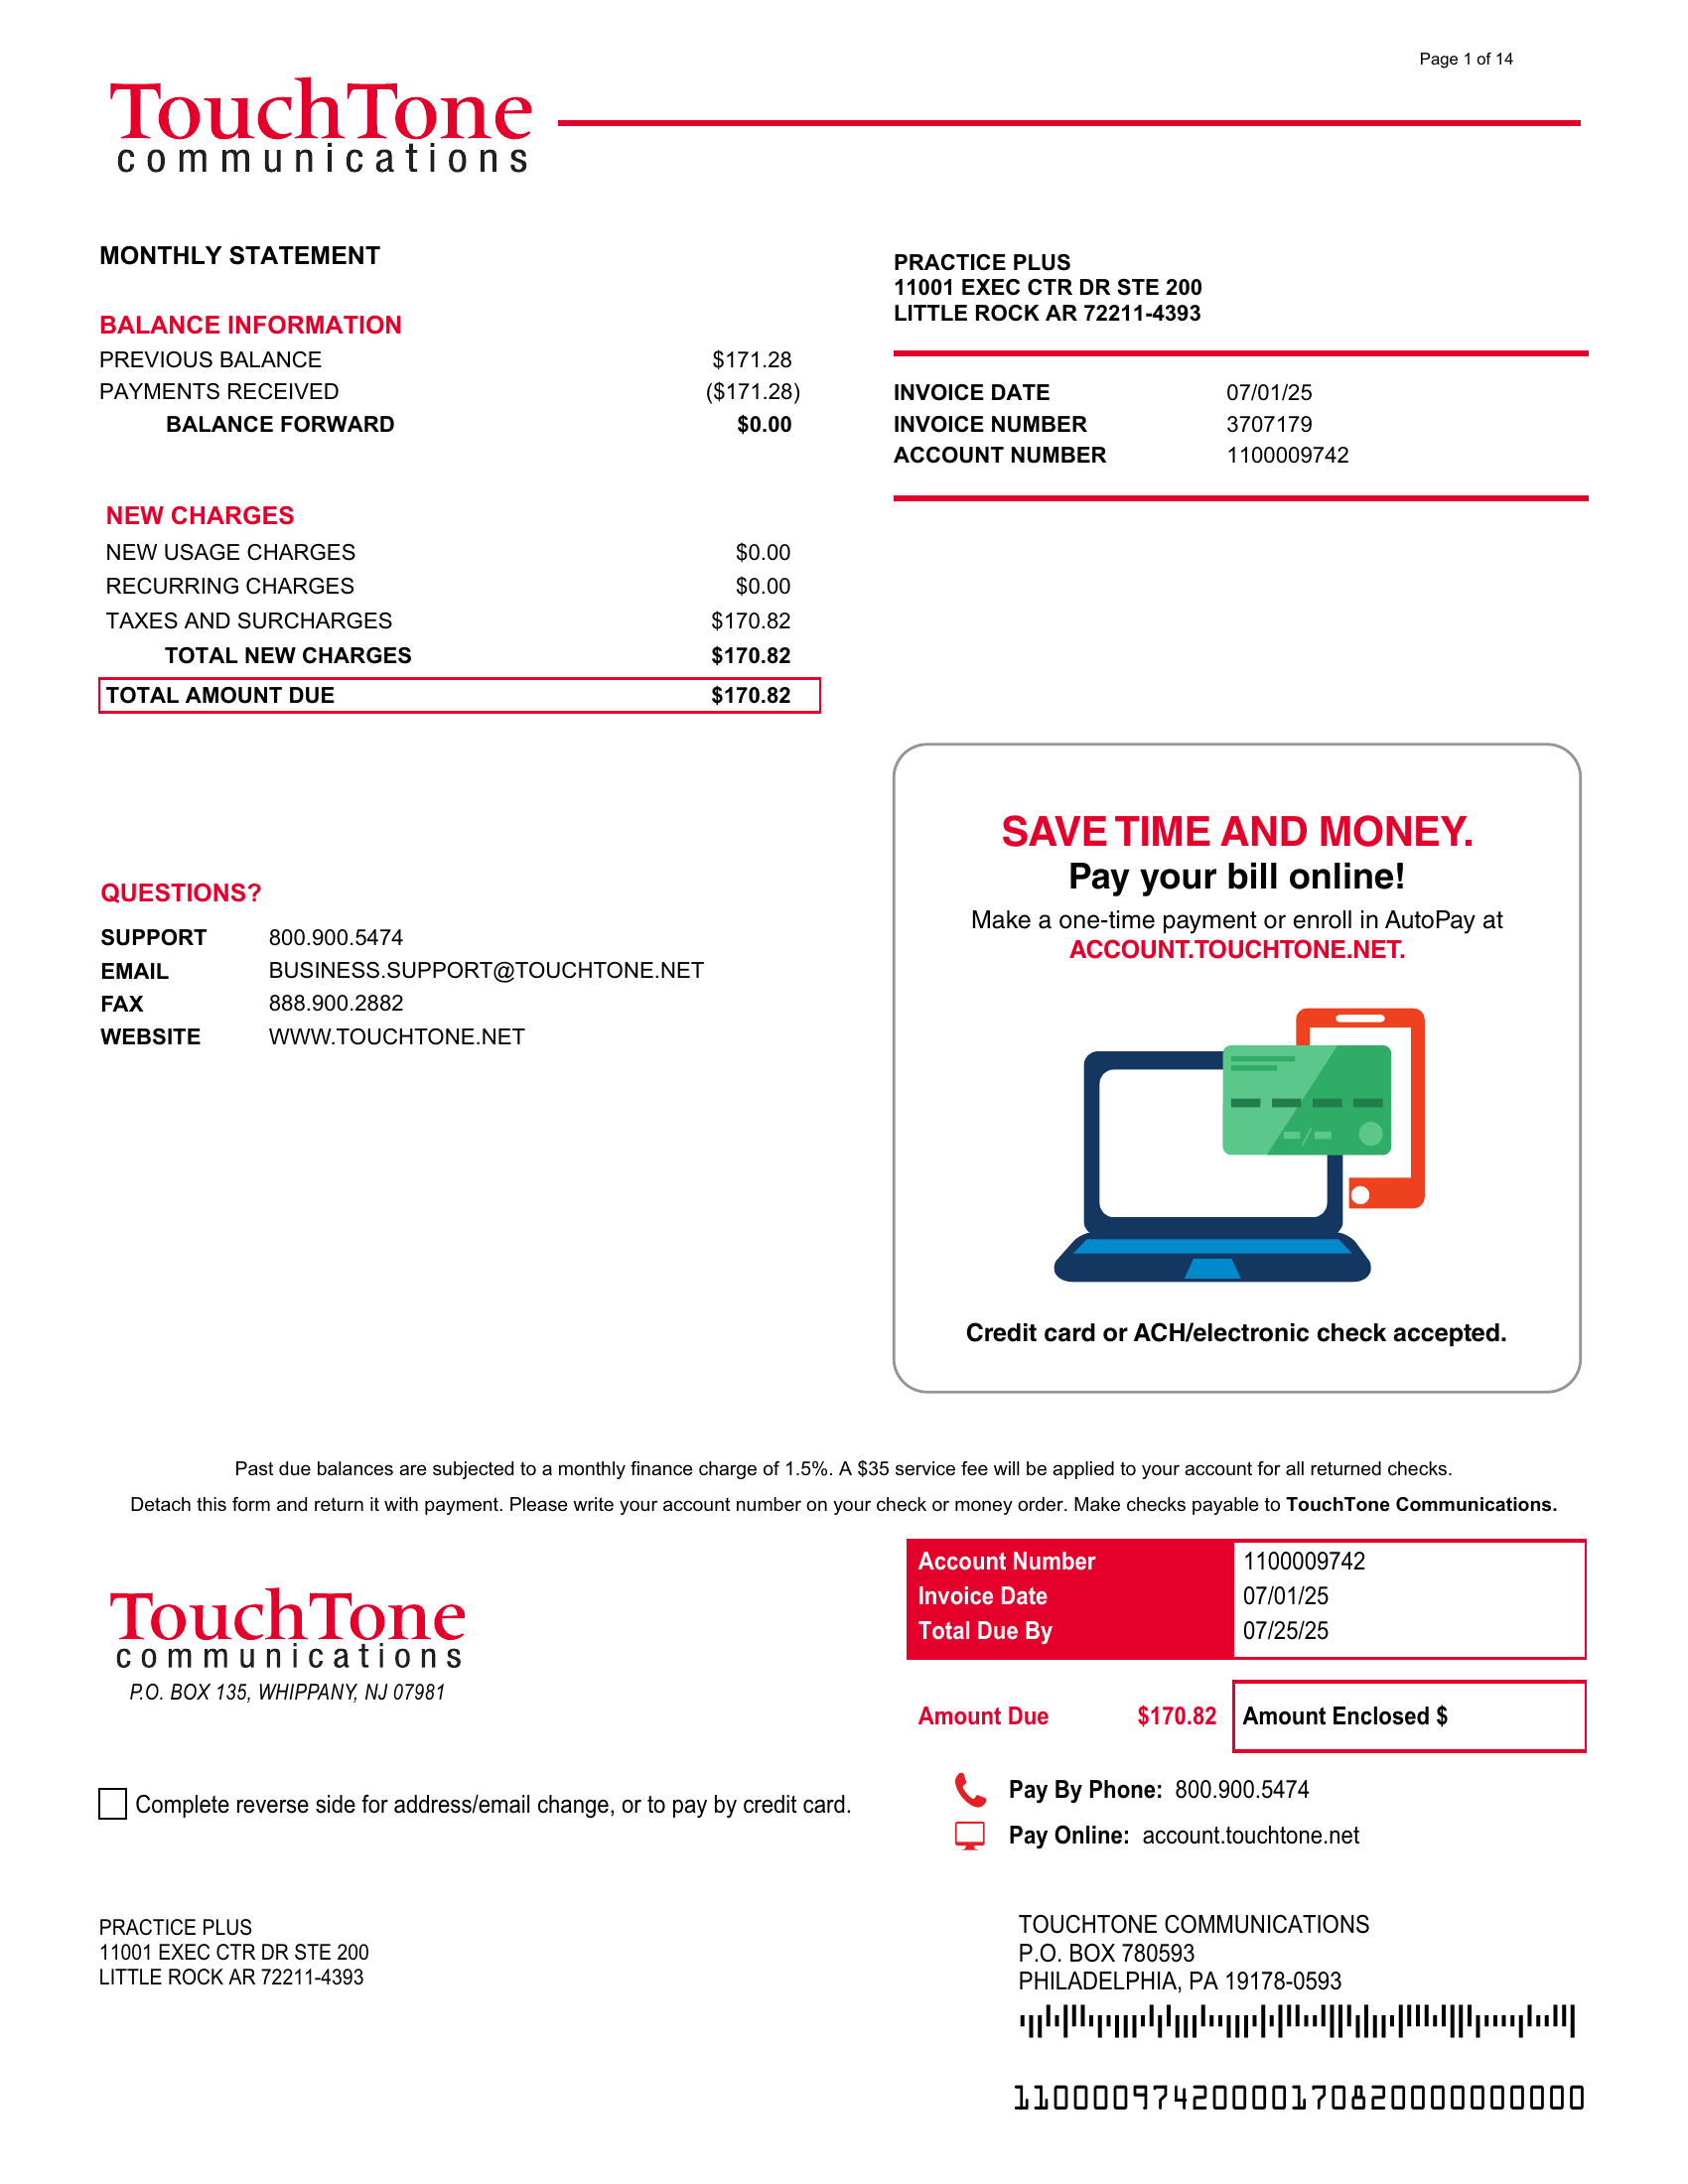 Page 1 of 14
TouchTone
communications
MONTHLY STATEMENT
BALANCE INFORMATION
PREVIOUS BALANCE $171.28
PAYMENTS RECEIVED ($171.28)
BALANCE FORWARD $0.00
NEW CHARGES
NEW USAGE CHARGES $0.00
RECURRING CHARGES $0.00
TAXES AND SURCHARGES $170.82
TOTAL NEW CHARGES $170.82
TOTAL AMOUNT DUE $170.82
PRACTICE PLUS
11001 EXEC CTR DR STE 200
LITTLE ROCK AR 72211-4393
INVOICE DATE 07/01/25
INVOICE NUMBER 3707179
ACCOUNT NUMBER 1100009742
QUESTIONS?
SUPPORT 800.900.5474
EMAIL BUSINESS.SUPPORT@TOUCHTONE.NET
FAX 888.900.2882
WEBSITE WWW.TOUCHTONE.NET
SAVE TIME AND MONEY.
Pay your bill online!
Make a one-time payment or enroll in AutoPay at
ACCOUNT.TOUCHTONE.NET.
Credit card or ACH/electronic check accepted.
Past due balances are subjected to a monthly finance charge of 1.5%. A $35 service fee will be applied to your account for all returned checks.
Detach this form and return it with payment. Please write your account number on your check or money order. Make checks payable to TouchTone Communications.
TouchTone
communications
P.O. BOX 135, WHIPPANY, NJ 07981
Account Number 1100009742
Invoice Date 07/01/25
Total Due By 07/25/25
Amount Due $170.82 Amount Enclosed $
Complete reverse side for address/email change, or to pay by credit card.
Pay By Phone: 800.900.5474
Pay Online: account.touchtone.net
PRACTICE PLUS
11001 EXEC CTR DR STE 200
LITTLE ROCK AR 72211-4393
TOUCHTONE COMMUNICATIONS
P.O. BOX 780593
PHILADELPHIA, PA 19178-0593
11000097420000170820000000000